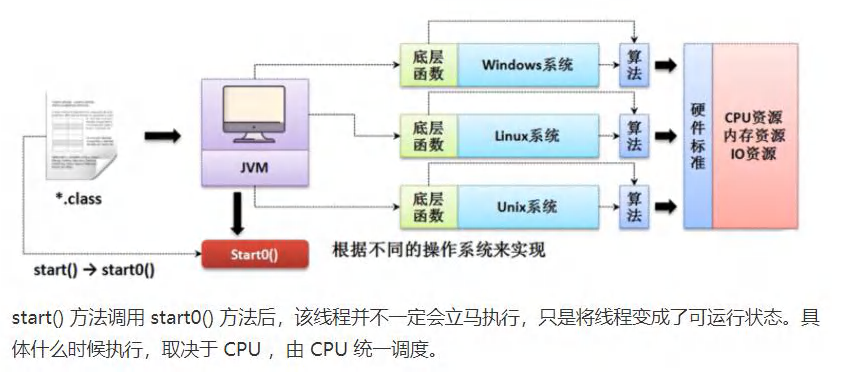 底层
函数
Windows系统
算
法
*.class
JVM
底层
函数
Linux系统
算
法
底层
函数
Unix系统
算
法
硬
件
标
准
CPU资源
内存资源
IO资源
Start0()
start() → start0()
根据不同的操作系统来实现
start() 方法调用 start0() 方法后，该线程并不一定会立马执行，只是将线程变成了可运行状态。具
体什么时候执行，取决于 CPU ，由 CPU 统一调度。